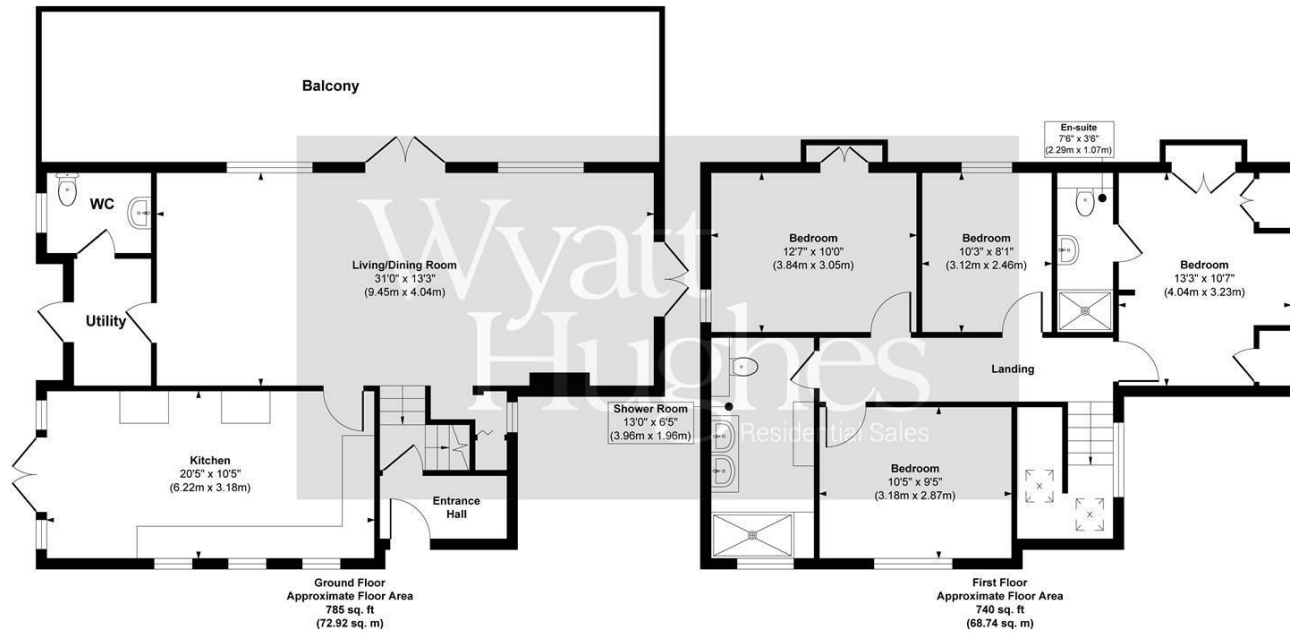 Balcony
WC
Utility
Living/Dining Room
31'0" x 13'3"
(9.45m x 4.04m)
Kitchen
20'5" x 10'5"
(6.22m x 3.18m)
Entrance
Hall
Ground Floor
Approximate Floor Area
785 sq. ft
(72.92 sq. m)
En-suite
7'6" x 3'6"
(2.29m x 1.07m)
Bedroom
12'7" x 10'0"
(3.84m x 3.05m)
Bedroom
10'3" x 8'1"
(3.12m x 2.46m)
Bedroom
13'3" x 10'7"
(4.04m x 3.23m)
Landing
Shower Room
13'0" x 6'5"
(3.96m x 1.96m)
Bedroom
10'5" x 9'5"
(3.18m x 2.87m)
First Floor
Approximate Floor Area
740 sq. ft
(68.74 sq. m)
Wyatt
Hughes
Residential Sales